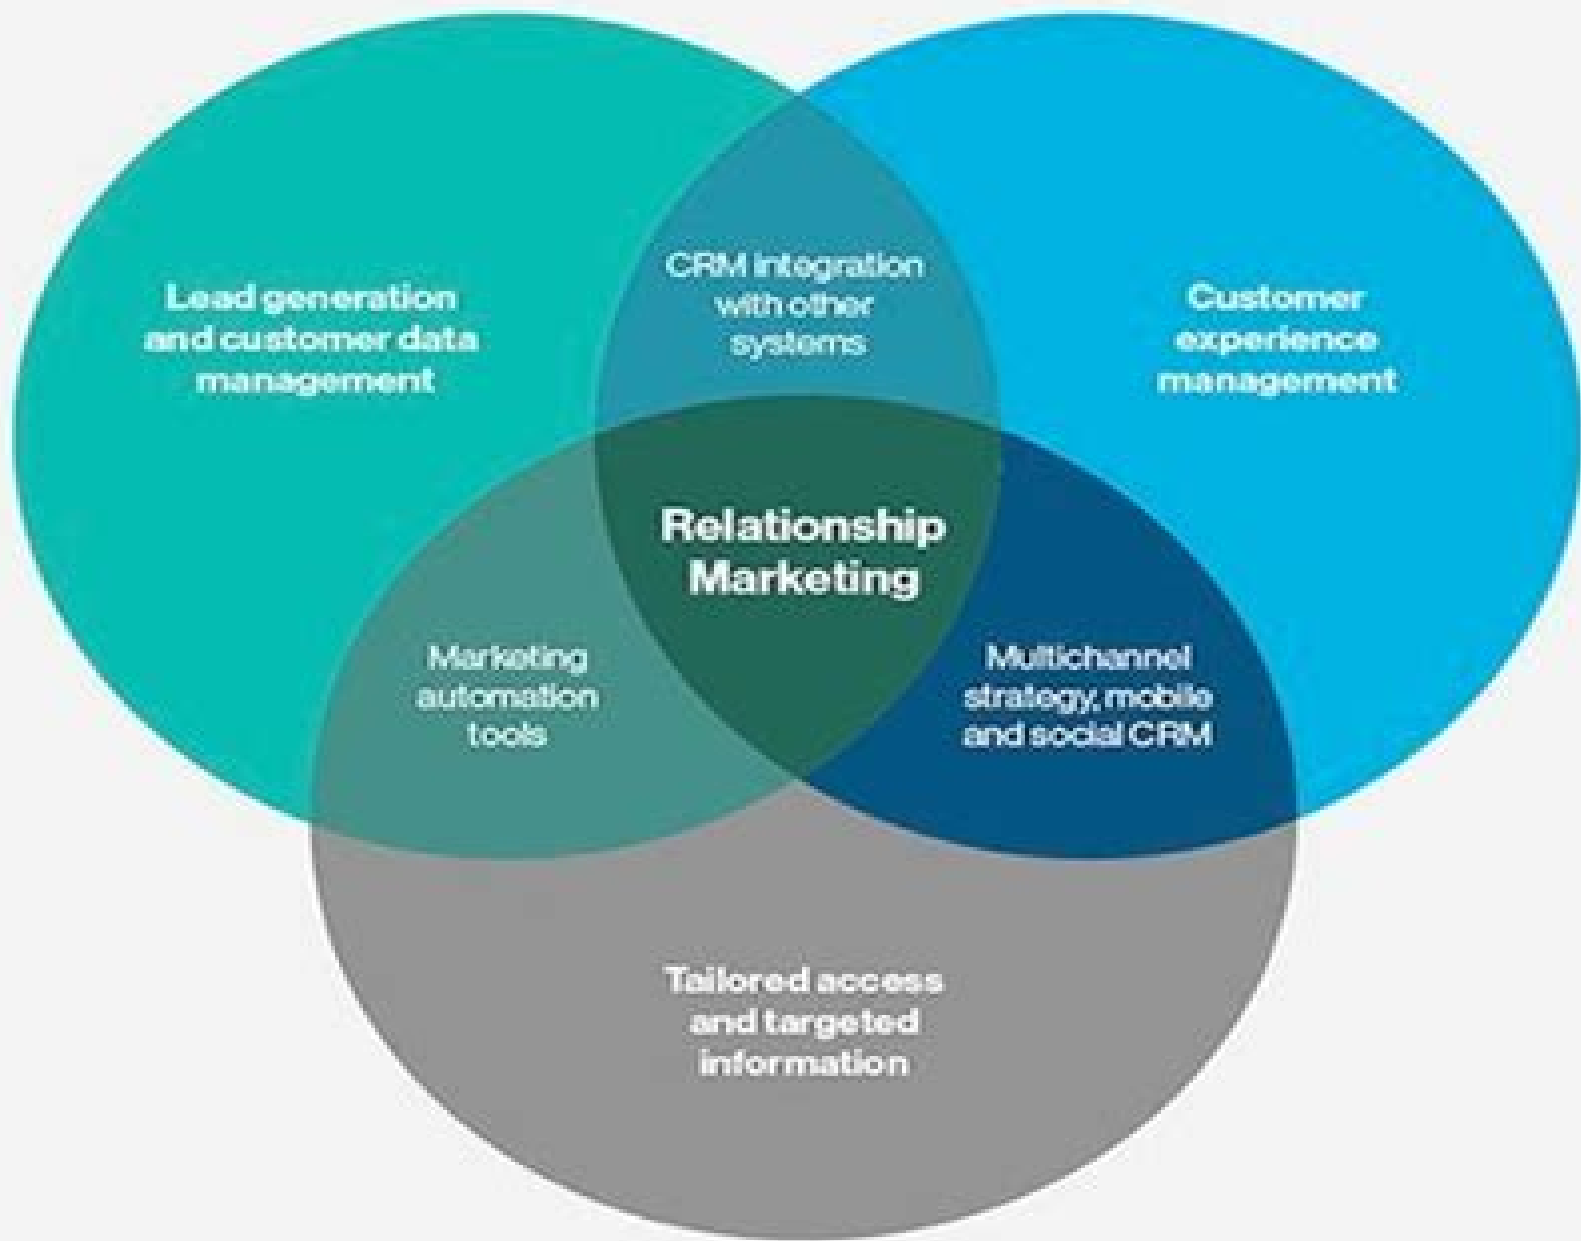 Lead generation
and customer data
management
CRM integration
with other
systems
Customer
experience
management
Relationship
Marketing
Marketing
automation
tools
Multichannel
strategy, mobile
and social CRM
Tailored access
and targeted
information